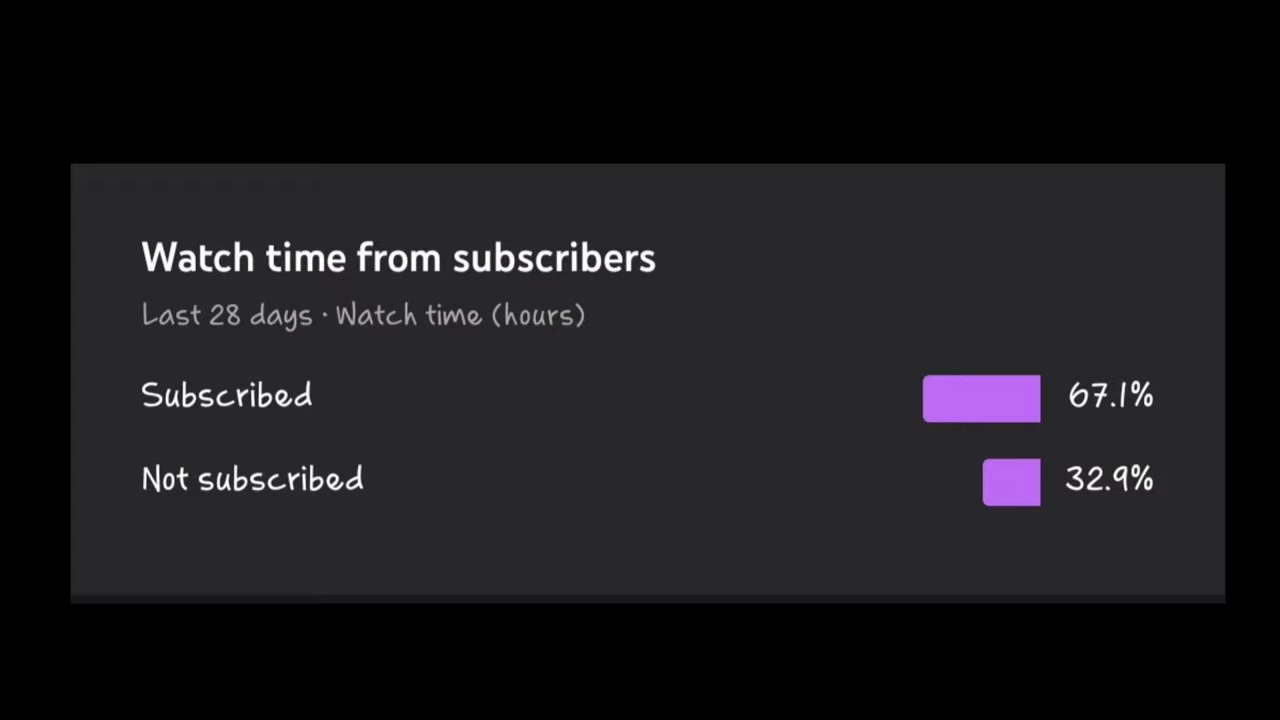 Watch time from subscribers
Last 28 days · Watch time (hours)
Subscribed 67.1%
Not subscribed 32.9%